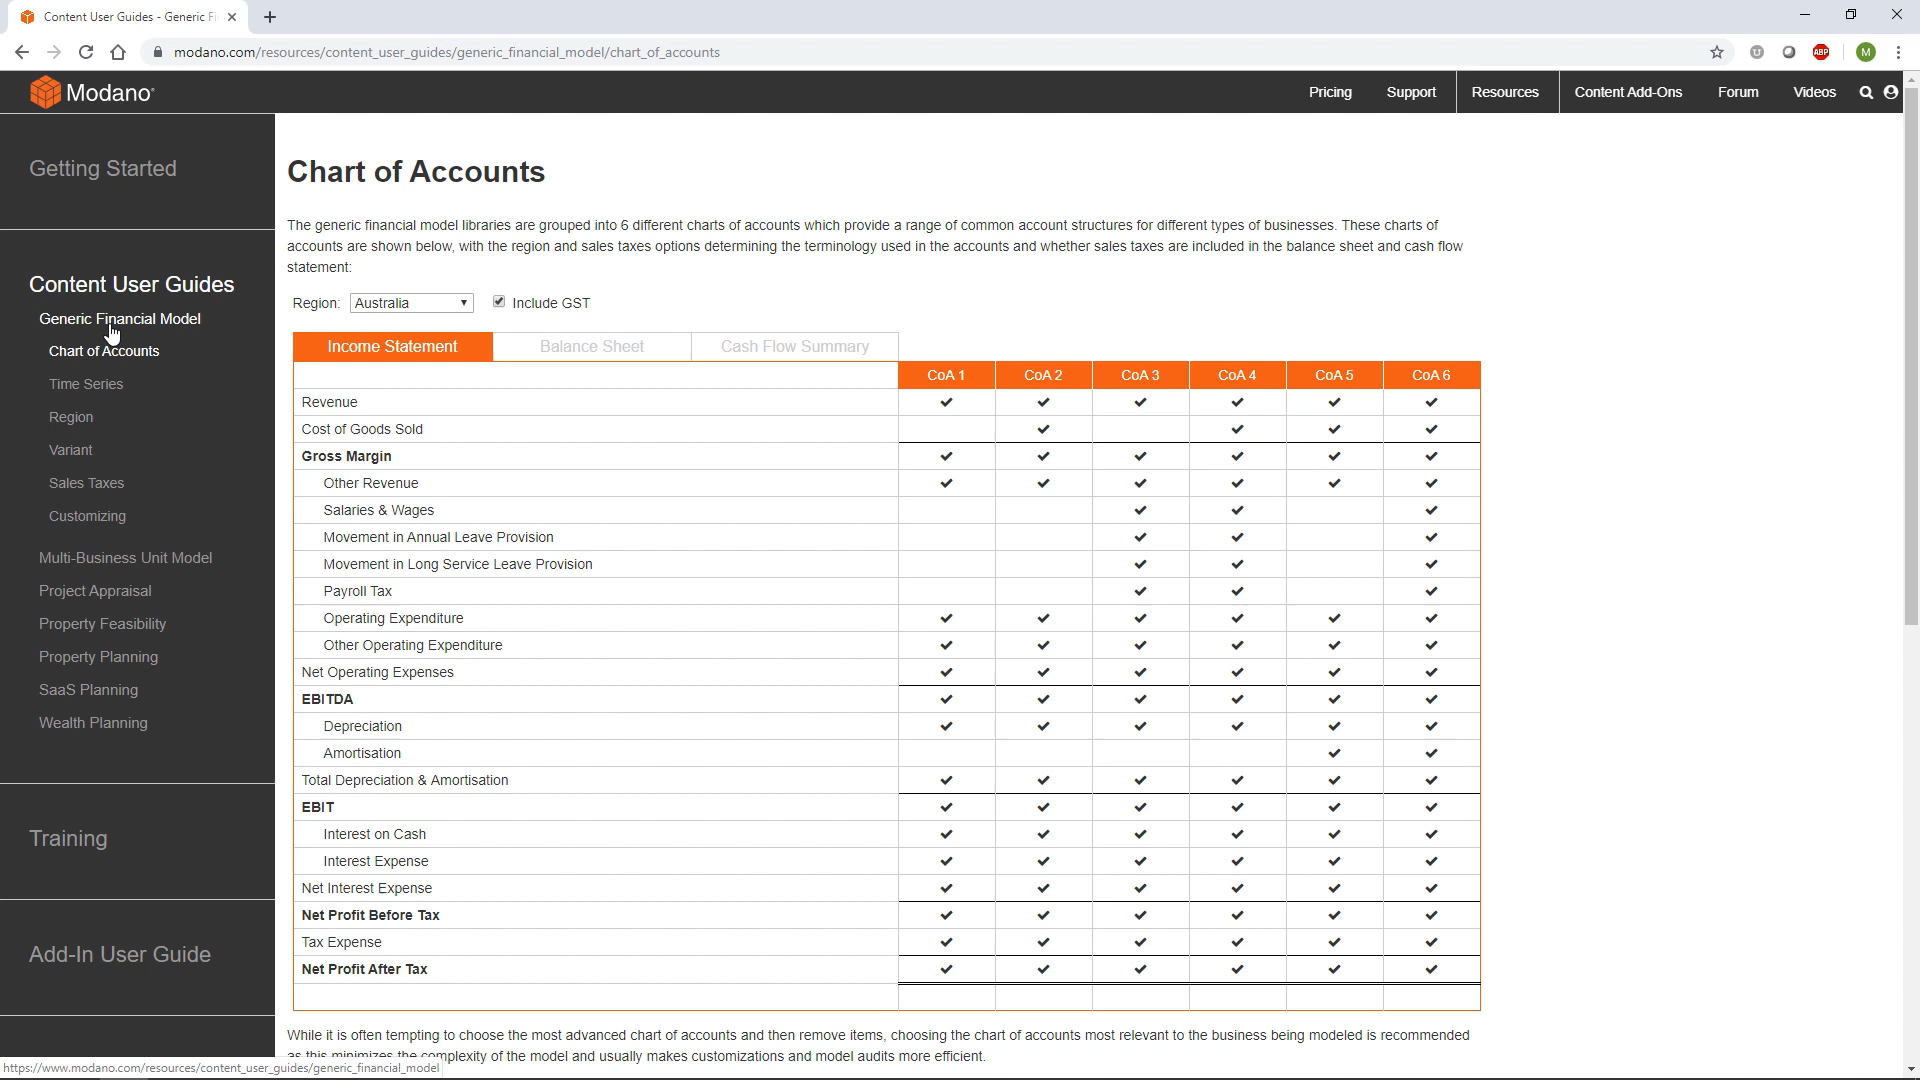 Content User Guides - Generic Fi
modano.com/resources/content_user_guides/generic_financial_model/chart_of_accounts
ABP
M
Modano
Pricing
Support
Resources
Content Add-Ons
Forum
Videos
Getting Started
Content User Guides
Generic Financial Model
Chart of Accounts
Time Series
Region
Variant
Sales Taxes
Customizing
Multi-Business Unit Model
Project Appraisal
Property Feasibility
Property Planning
SaaS Planning
Wealth Planning
Training
Add-In User Guide
https://www.modano.com/resources/content_user_guides/generic_financial_model
Chart of Accounts
The generic financial model libraries are grouped into 6 different charts of accounts which provide a range of common account structures for different types of businesses. These charts of
accounts are shown below, with the region and sales taxes options determining the terminology used in the accounts and whether sales taxes are included in the balance sheet and cash flow
statement:
Region: Australia Include GST
Income Statement Balance Sheet Cash Flow Summary
CoA 1 CoA 2 CoA 3 CoA 4 CoA 5 CoA 6
Revenue
Cost of Goods Sold
Gross Margin
Other Revenue
Salaries & Wages
Movement in Annual Leave Provision
Movement in Long Service Leave Provision
Payroll Tax
Operating Expenditure
Other Operating Expenditure
Net Operating Expenses
EBITDA
Depreciation
Amortisation
Total Depreciation & Amortisation
EBIT
Interest on Cash
Interest Expense
Net Interest Expense
Net Profit Before Tax
Tax Expense
Net Profit After Tax
While it is often tempting to choose the most advanced chart of accounts and then remove items, choosing the chart of accounts most relevant to the business being modeled is recommended
as this minimizes the complexity of the model and usually makes customizations and model audits more efficient.